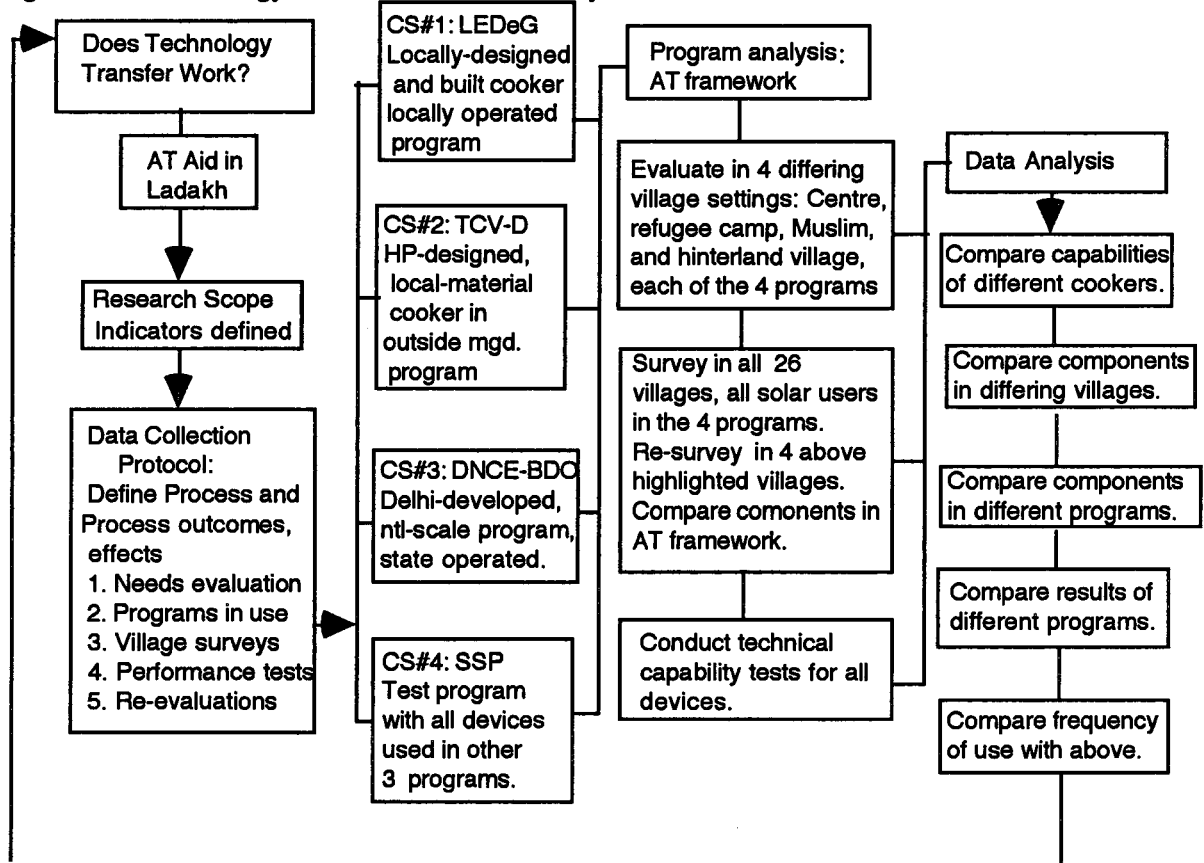 Does Technology
Transfer Work?
AT Aid in
Ladakh
Research Scope
Indicators defined
Data Collection
Protocol:
Define Process and
Process outcomes,
effects
1. Needs evaluation
2. Programs in use
3. Village surveys
4. Performance tests
5. Re-evaluations
CS#1: LEDeG
Locally-designed
and built cooker
locally operated
program
CS#2: TCV-D
HP-designed,
local-material
cooker in
outside mgd.
program
CS#3: DNCE-BDO
Delhi-developed,
ntl-scale program,
state operated.
CS#4: SSP
Test program
with all devices
used in other
3 programs.
Program analysis:
AT framework
Evaluate in 4 differing
village settings: Centre,
refugee camp, Muslim,
and hinterland village,
each of the 4 programs
Survey in all 26
villages, all solar users
in the 4 programs.
Re-survey in 4 above
highlighted villages.
Compare comonents in
AT framework.
Conduct technical
capability tests for all
devices.
Data Analysis
Compare capabilities
of different cookers.
Compare components
in differing villages.
Compare components
in different programs.
Compare results of
different programs.
Compare frequency
of use with above.